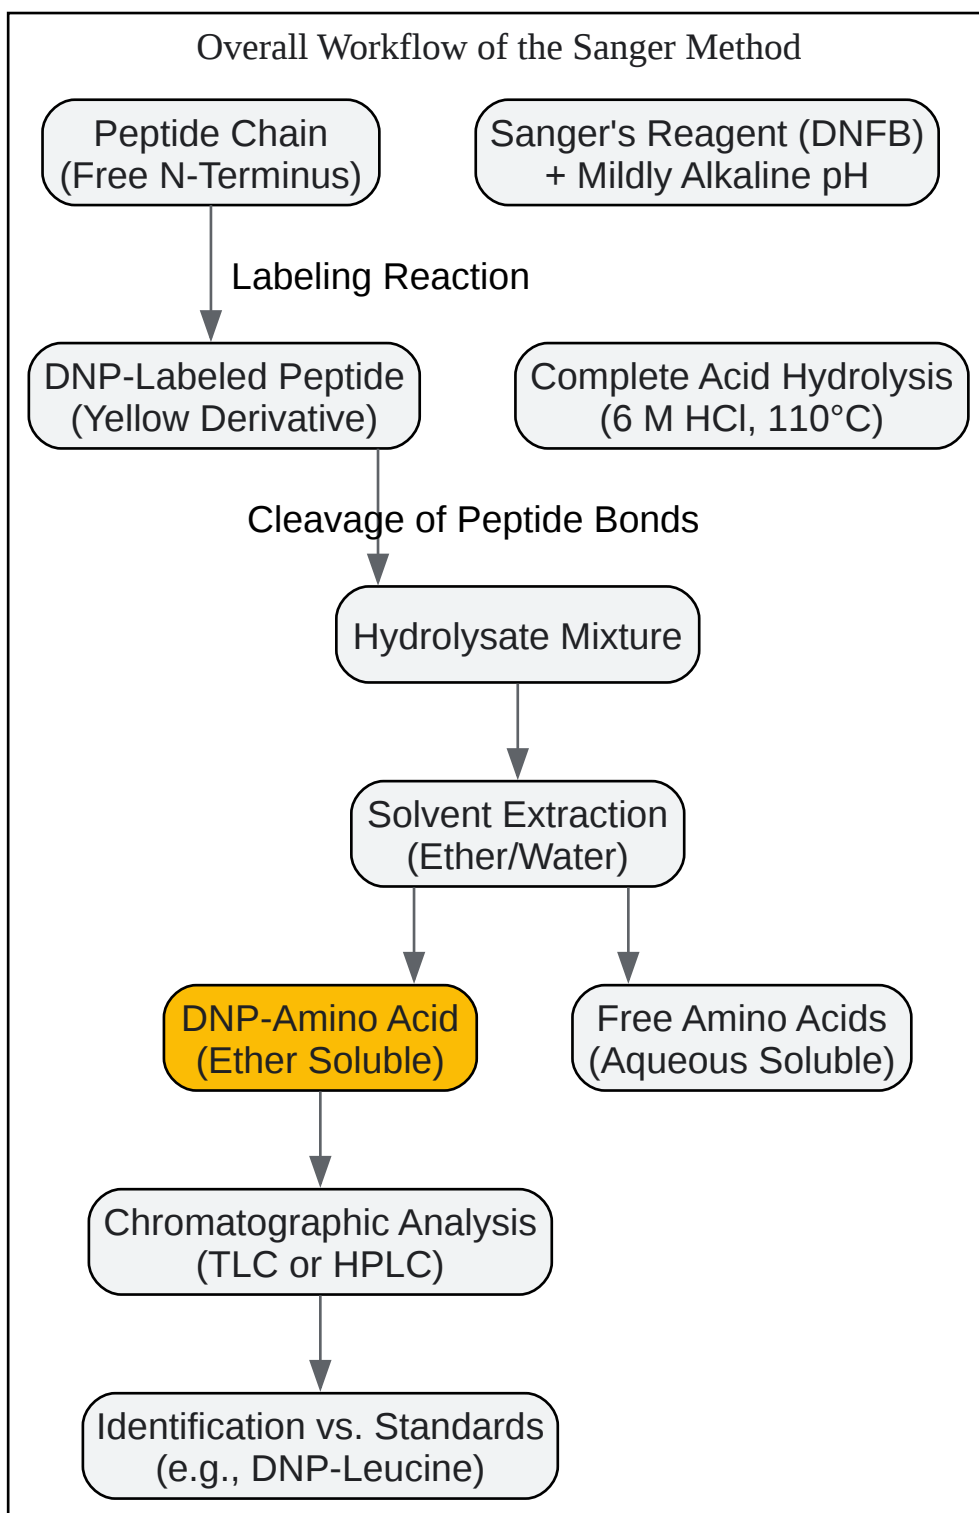 Overall Workflow of the Sanger Method
Peptide Chain
(Free N-Terminus)
Sanger's Reagent (DNFB)
+ Mildly Alkaline pH
Labeling Reaction
DNP-Labeled Peptide
(Yellow Derivative)
Complete Acid Hydrolysis
(6 M HCl, 110°C)
Cleavage of Peptide Bonds
Hydrolysate Mixture
Solvent Extraction
(Ether/Water)
DNP-Amino Acid
(Ether Soluble)
Free Amino Acids
(Aqueous Soluble)
Chromatographic Analysis
(TLC or HPLC)
Identification vs. Standards
(e.g., DNP-Leucine)